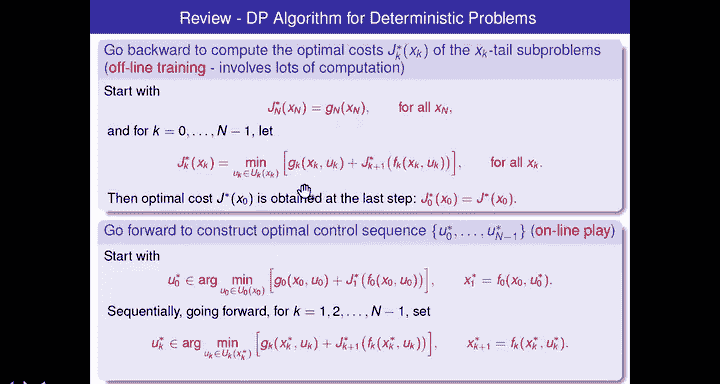 Review - DP Algorithm for Deterministic Problems
Go backward to compute the optimal costs J*_k(x_k) of the x_k-tail subproblems
(off-line training - involves lots of computation)
Start with
J*_N(x_N) = g_N(x_N), for all x_N,
and for k = 0, . . . , N − 1, let
J*_k(x_k) = min_{u_k∈U_k(x_k)} [g_k(x_k, u_k) + J*_{k+1}(f_k(x_k, u_k))], for all x_k.
Then optimal cost J*(x_0) is obtained at the last step: J*_0(x_0) = J*(x_0).
Go forward to construct optimal control sequence {u*_0, . . . , u*_{N−1}} (on-line play)
Start with
u*_0 ∈ arg min_{u_0∈U_0(x_0)} [g_0(x_0, u_0) + J*_1(f_0(x_0, u_0))], x*_1 = f_0(x_0, u*_0).
Sequentially, going forward, for k = 1, 2, . . . , N − 1, set
u*_k ∈ arg min_{u_k∈U_k(x*_k)} [g_k(x*_k, u_k) + J*_{k+1}(f_k(x*_k, u_k))], x*_{k+1} = f_k(x*_k, u*_k).